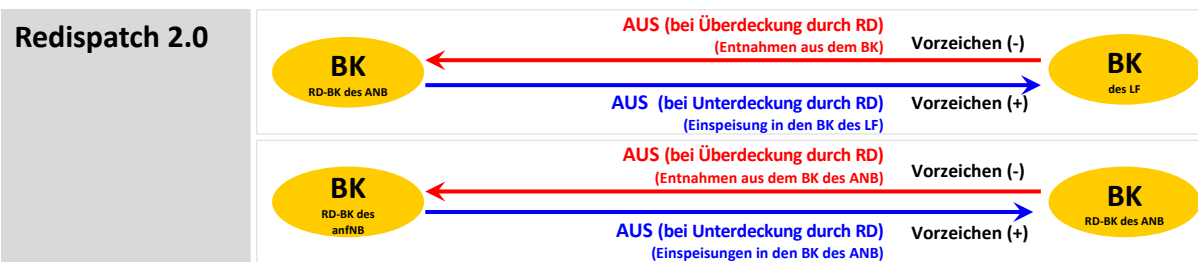 Redispatch 2.0
AUS (bei Überdeckung durch RD)
(Entnahmen aus dem BK)
Vorzeichen (-)
BK
RD-BK des ANB
BK
des LF
AUS (bei Unterdeckung durch RD)
Vorzeichen (+)
(Einspeisung in den BK des LF)
AUS (bei Überdeckung durch RD)
(Entnahmen aus dem BK des ANB)
Vorzeichen (-)
BK
RD-BK des
anfNB
BK
RD-BK des ANB
AUS (bei Unterdeckung durch RD)
Vorzeichen (+)
(Einspeisungen in den BK des ANB)